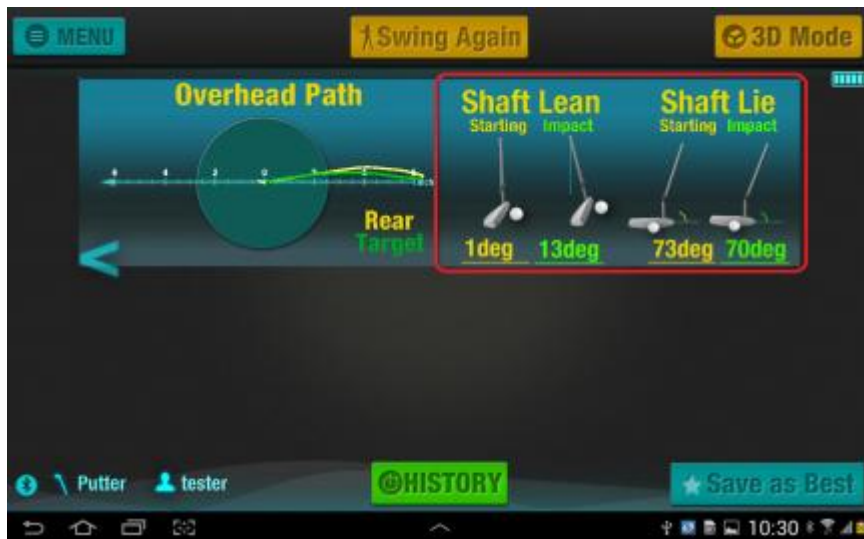 MENU
Swing Again
3D Mode
Overhead Path
Shaft Lean
Starting Impact
Shaft Lie
Starting Impact
Rear
Target
1deg 13deg
73deg 70deg
Putter
tester
HISTORY
Save as Best
10:30